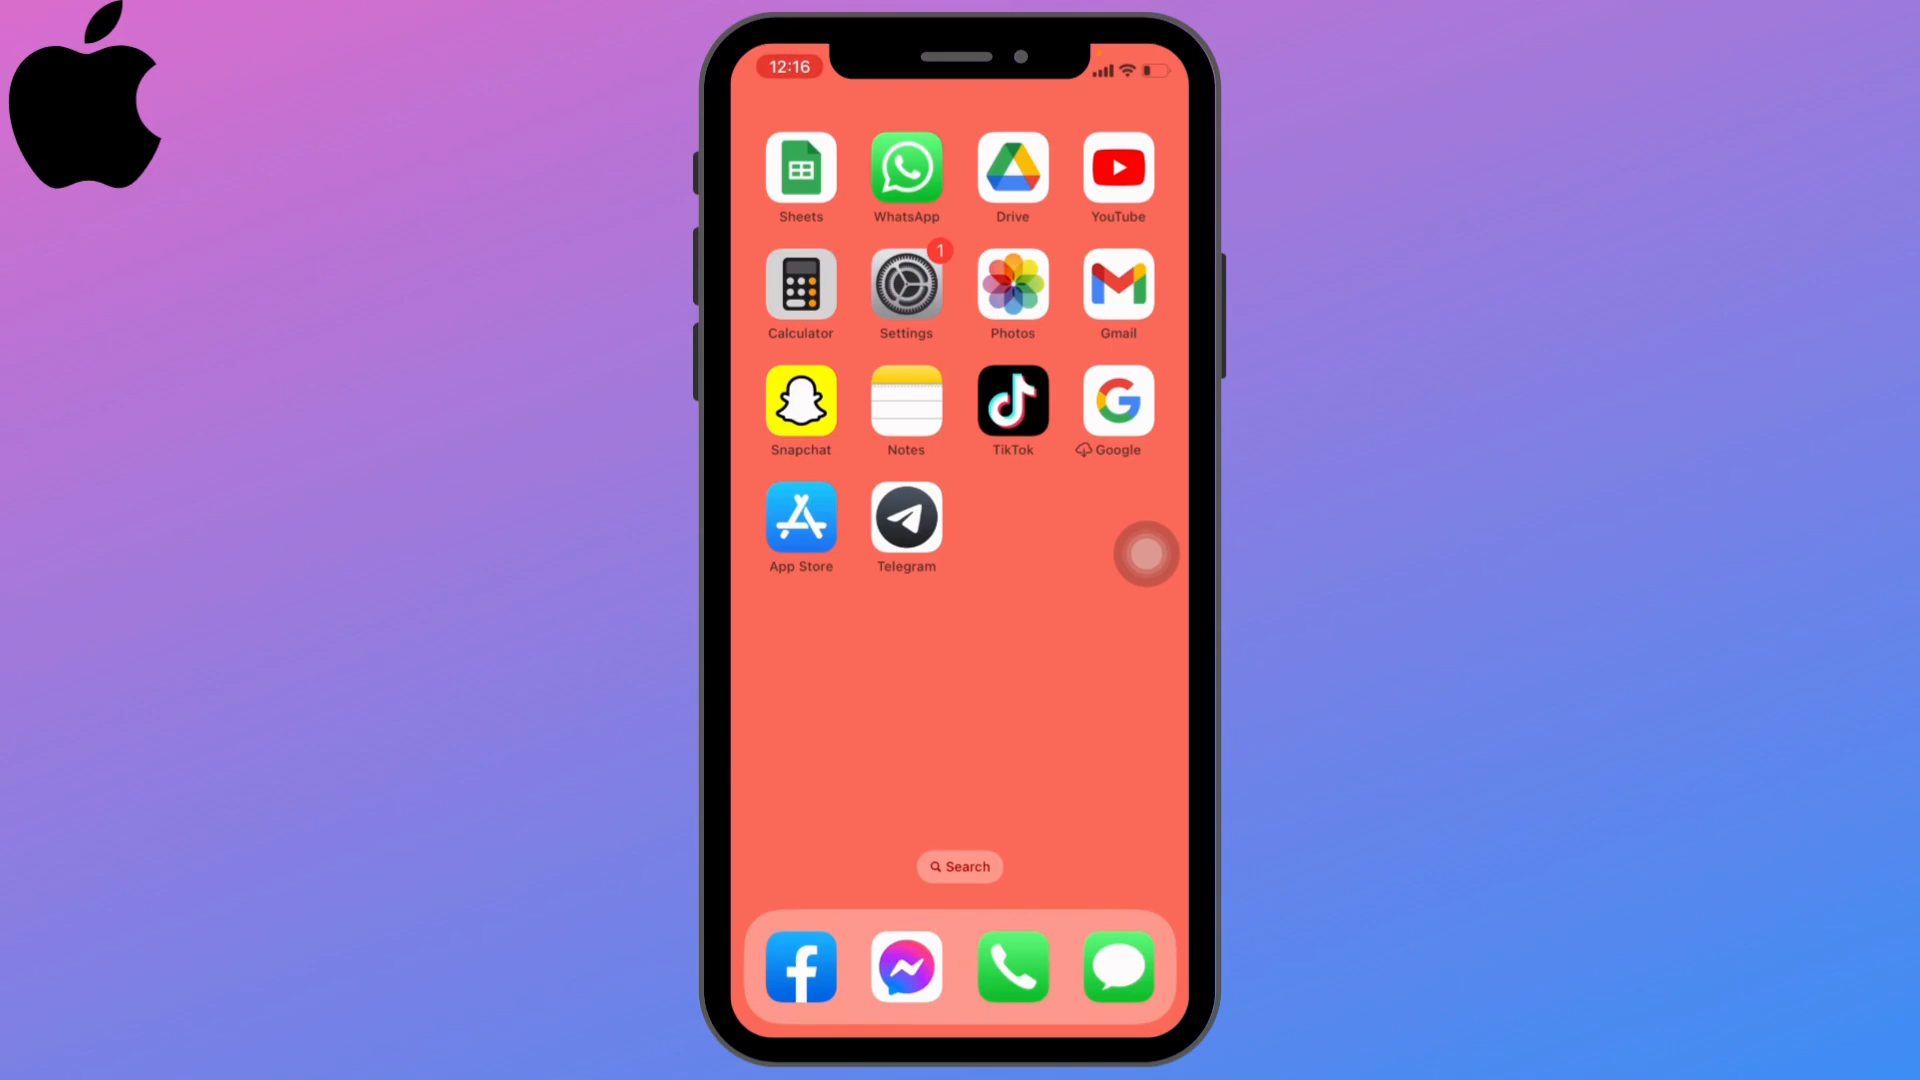 12:16
Sheets WhatsApp Drive YouTube
1
Calculator Settings Photos Gmail
Snapchat Notes TikTok Google
App Store Telegram
Search